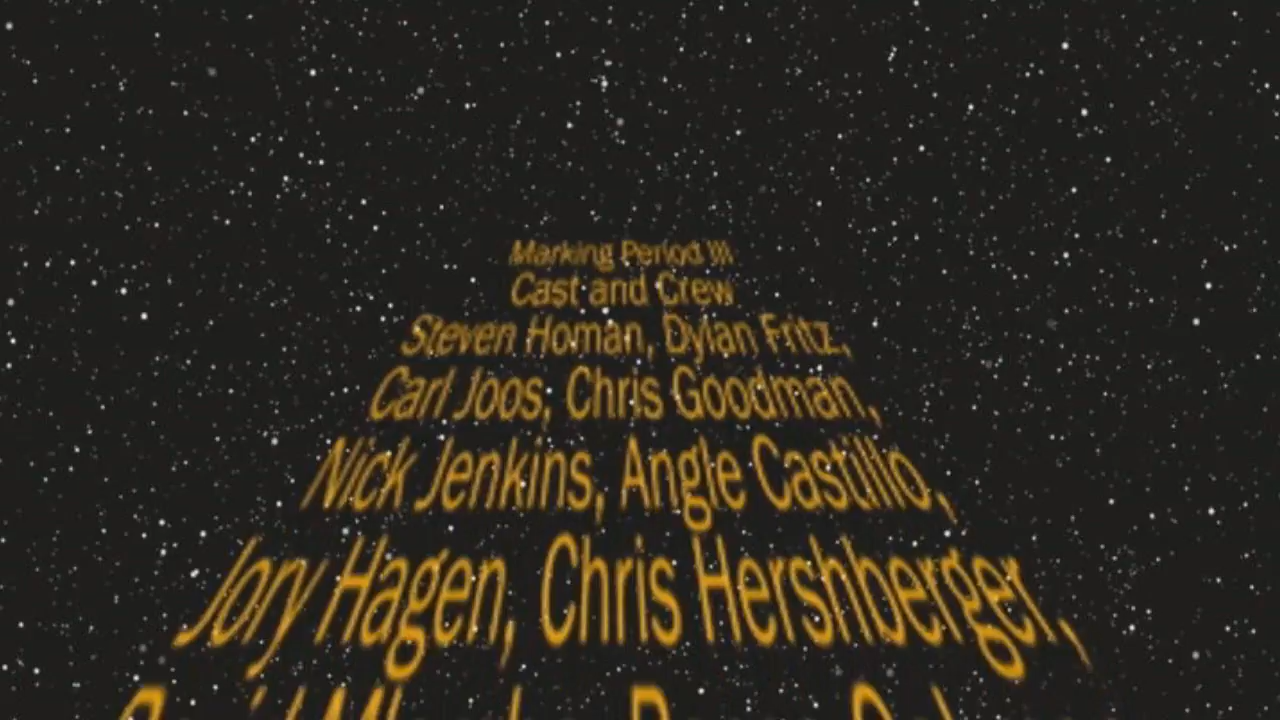 Marking Period III
Cast and Crew
Steven Homan, Dylan Fritz,
Carl Joos, Chris Goodman,
Nick Jenkins, Angie Castillo,
Jory Hagen, Chris Hershberger,